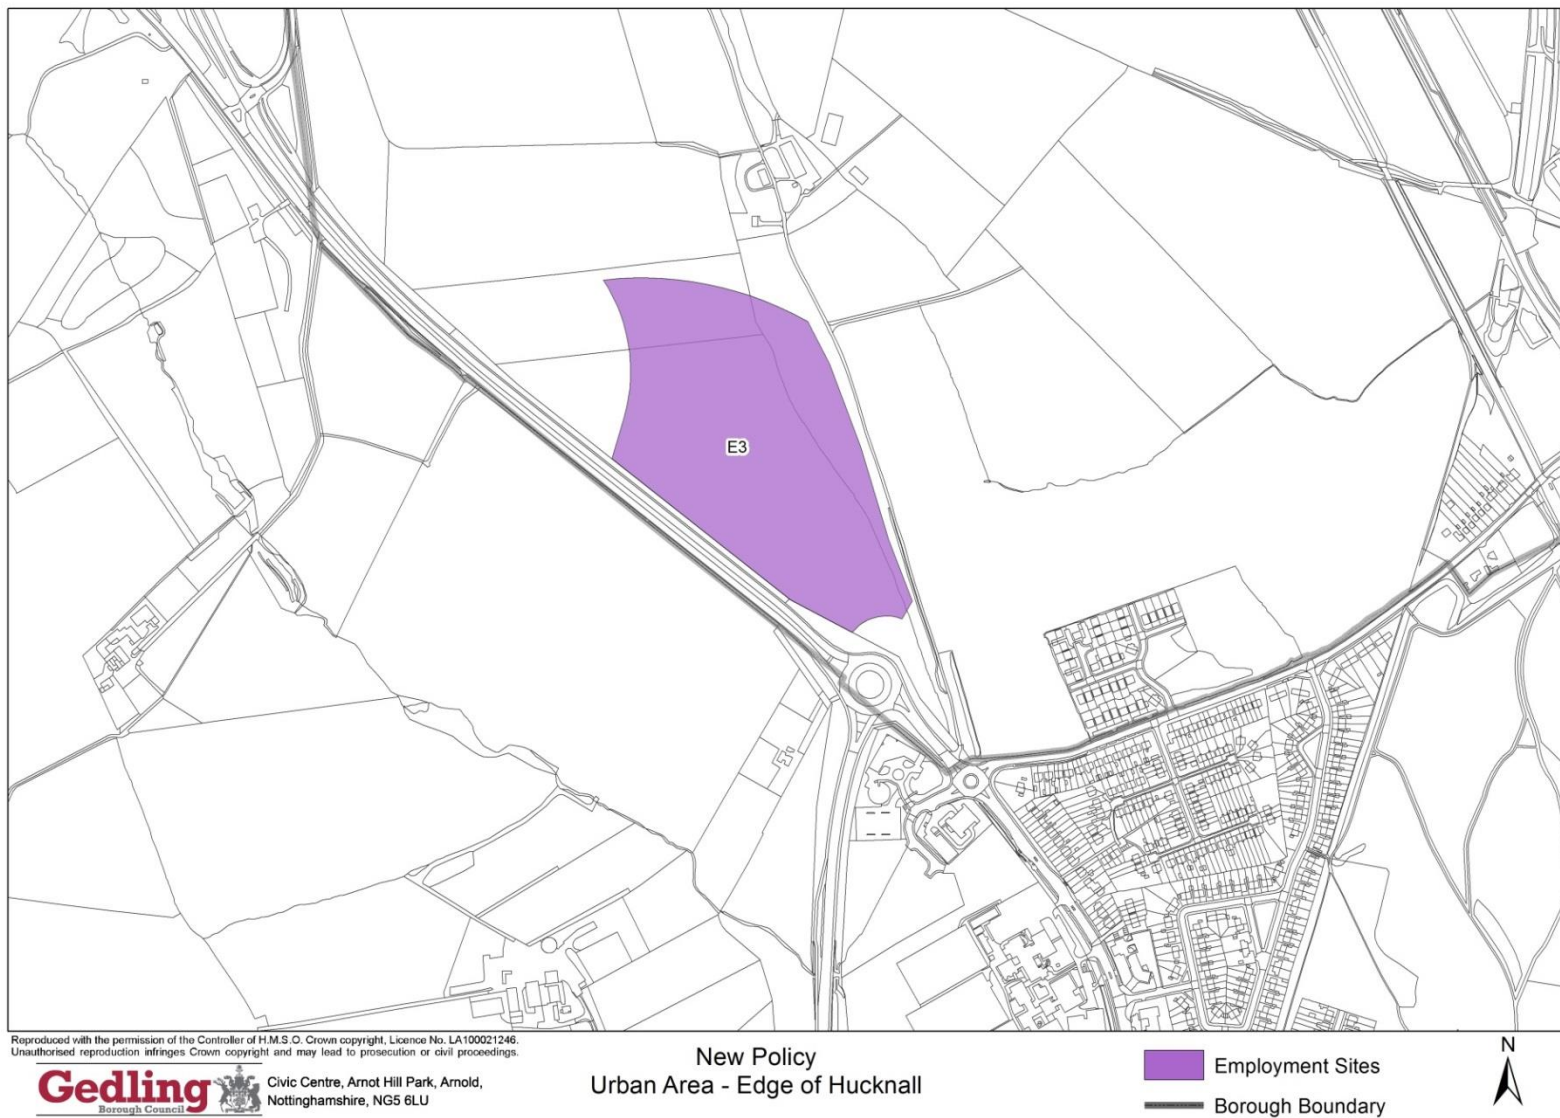 E3
Reproduced with the permission of the Controller of H.M.S.O. Crown copyright, Licence No. LA100021246.
Unauthorised reproduction infringes Crown copyright and may lead to prosecution or civil proceedings.
Gedling
Borough Council
Civic Centre, Arnot Hill Park, Arnold,
Nottinghamshire, NG5 6LU
New Policy
Urban Area - Edge of Hucknall
Employment Sites
Borough Boundary
N